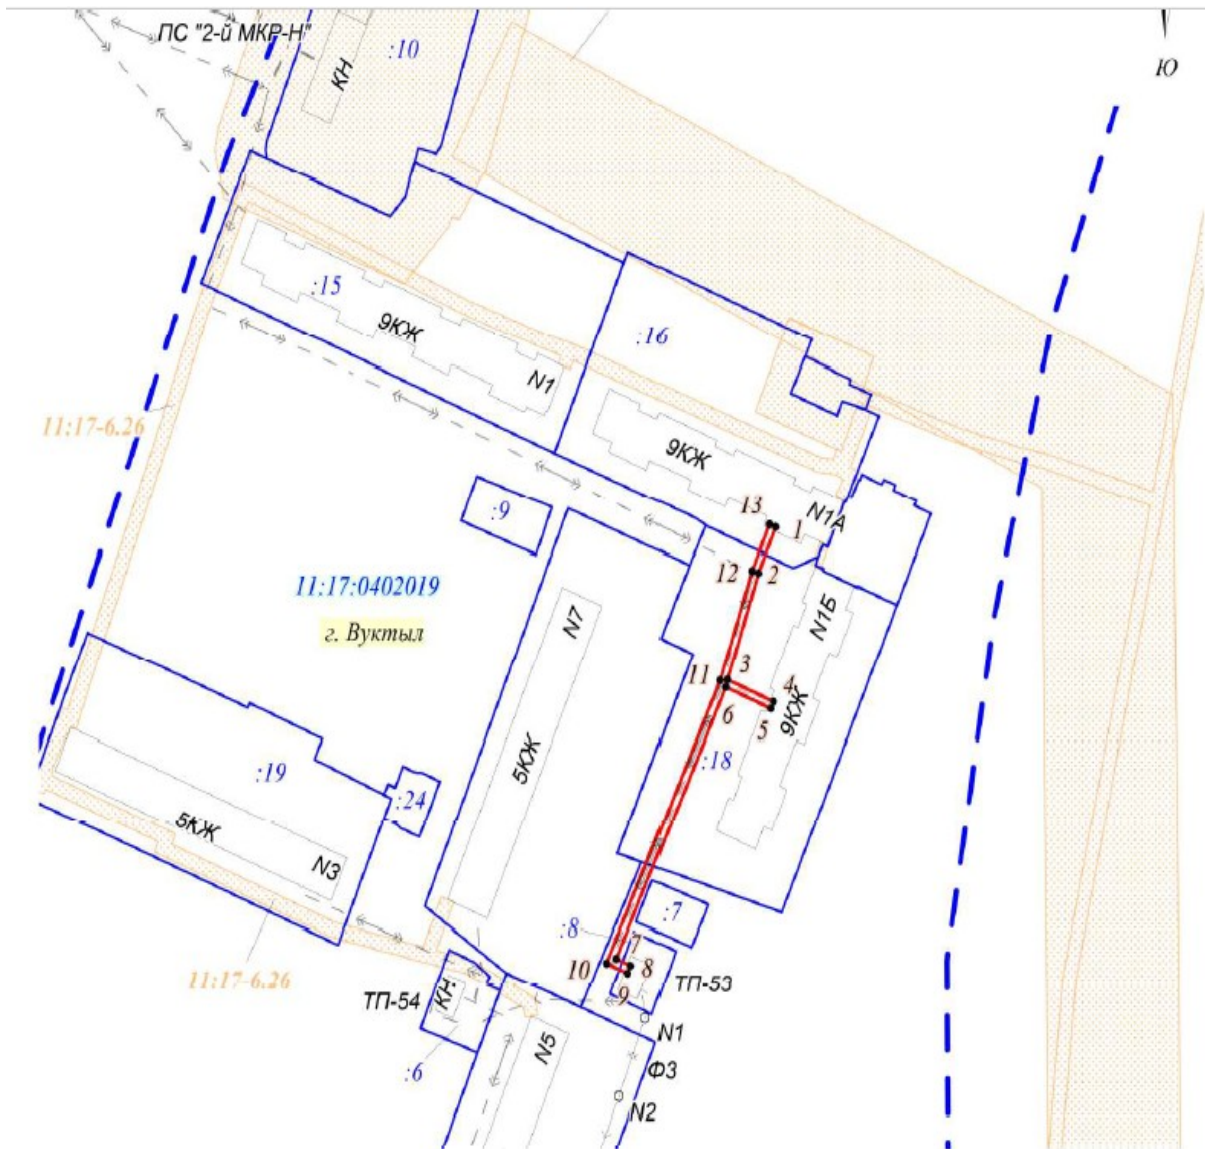 ПС "2-й МКР-Н"
:10
КН
Ю
:15
9КЖ
N1
:16
9КЖ
N1А
11:17-6.26
:9
13
1
12
2
11:17:0402019
г. Вуктыл
N7
N1Б
11
3
4
6
5
9КЖ
5КЖ
:18
:19
:24
5КЖ
N3
:7
:8
7
10
8
9
ТП-53
11:17-6.26
ТП-54
КН
N1
N5
Ф3
:6
N2